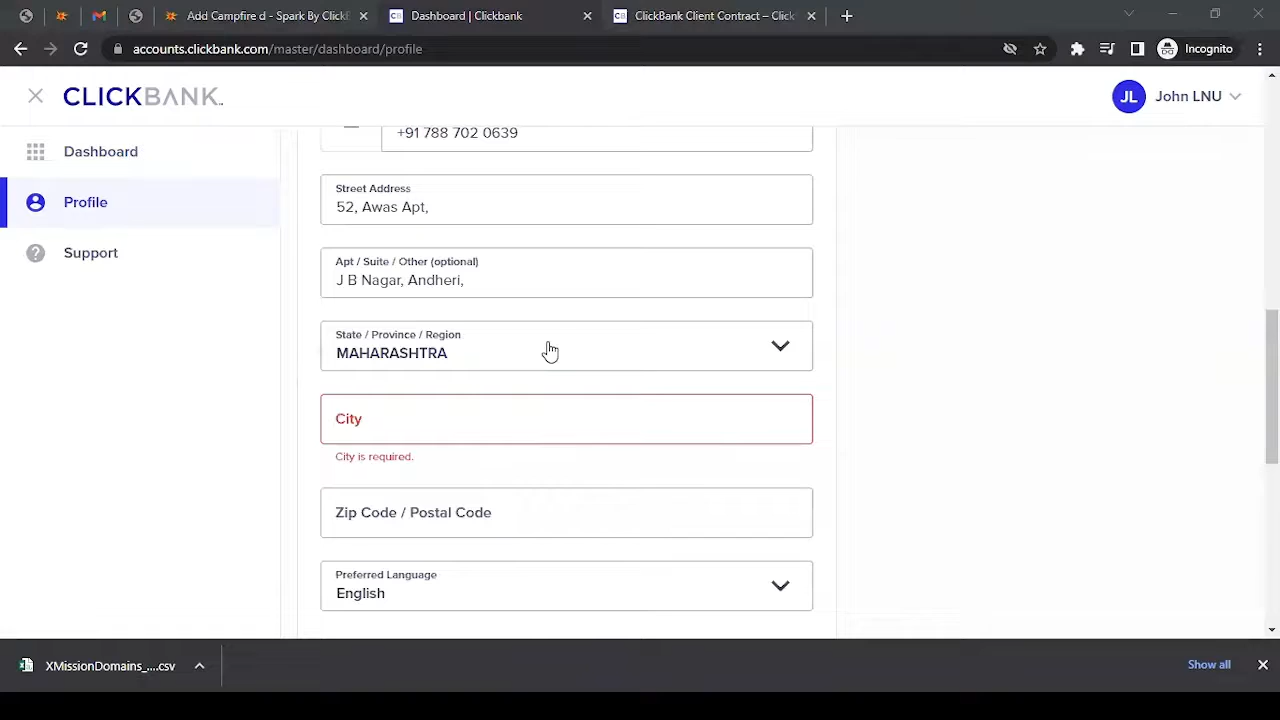 Add Campfire d - Spark By ClickE
CB Dashboard | Clickbank
CB ClickBank Client Contract – Click
accounts.clickbank.com/master/dashboard/profile
Incognito
CLICKBANK
JL John LNU
Dashboard
Profile
Support
+91 788 702 0639
Street Address
52, Awas Apt,
Apt / Suite / Other (optional)
J B Nagar, Andheri,
State / Province / Region
MAHARASHTRA
City
City is required.
Zip Code / Postal Code
Preferred Language
English
XMissionDomains_....csv
Show all